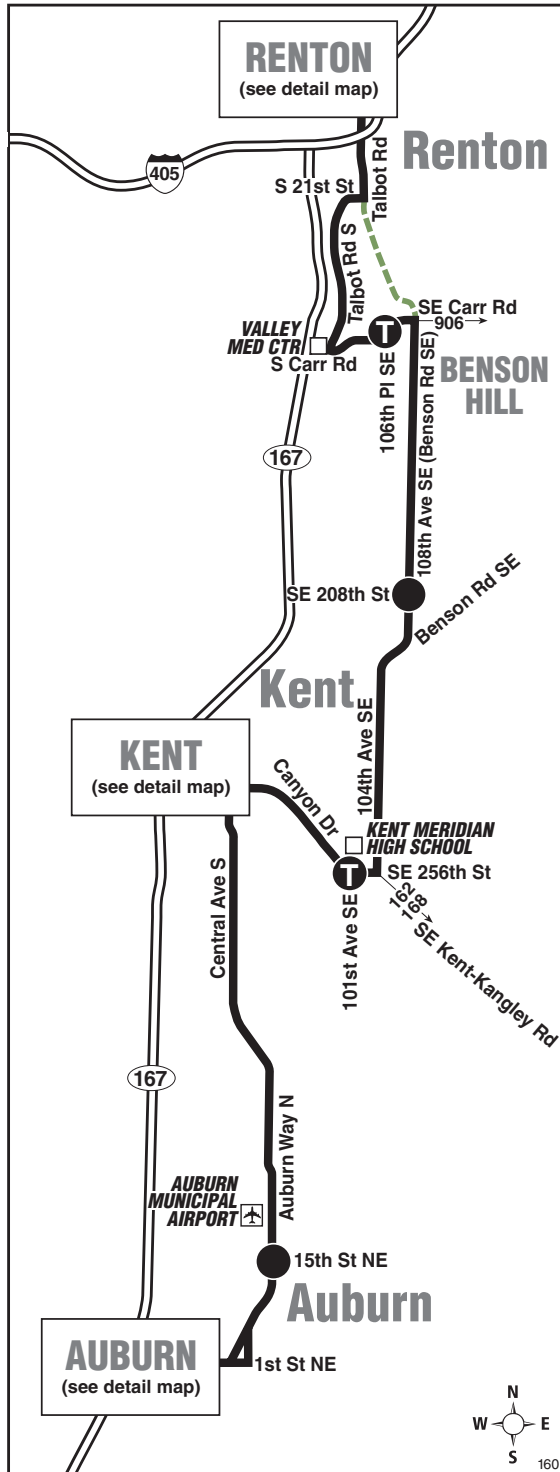 RENTON
(see detail map)
Renton
405
Talbot Rd
S 21st St
Talbot Rd S
SE Carr Rd
906
VALLEY
MED CTR
S Carr Rd
106th Pl SE
T
BENSON
HILL
108th Ave SE (Benson Rd SE)
167
SE 208th St
Benson Rd SE
Kent
KENT
(see detail map)
104th Ave SE
Canyon Dr
KENT MERIDIAN
HIGH SCHOOL
T
SE 256th St
162
168
SE Kent-Kangley Rd
101st Ave SE
Central Ave S
167
Auburn Way N
AUBURN
MUNICIPAL
AIRPORT
15th St NE
Auburn
AUBURN
(see detail map)
1st St NE
N
W
E
S
160